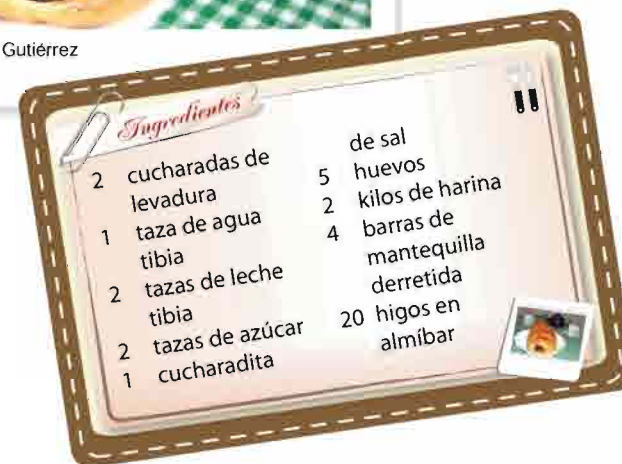 Gutiérrez
Ingredientes
2 cucharadas de
levadura
1 taza de agua
tibia
2 tazas de leche
tibia
2 tazas de azúcar
1 cucharadita
de sal
5 huevos
2 kilos de harina
4 barras de
mantequilla
derretida
20 higos en
almíbar